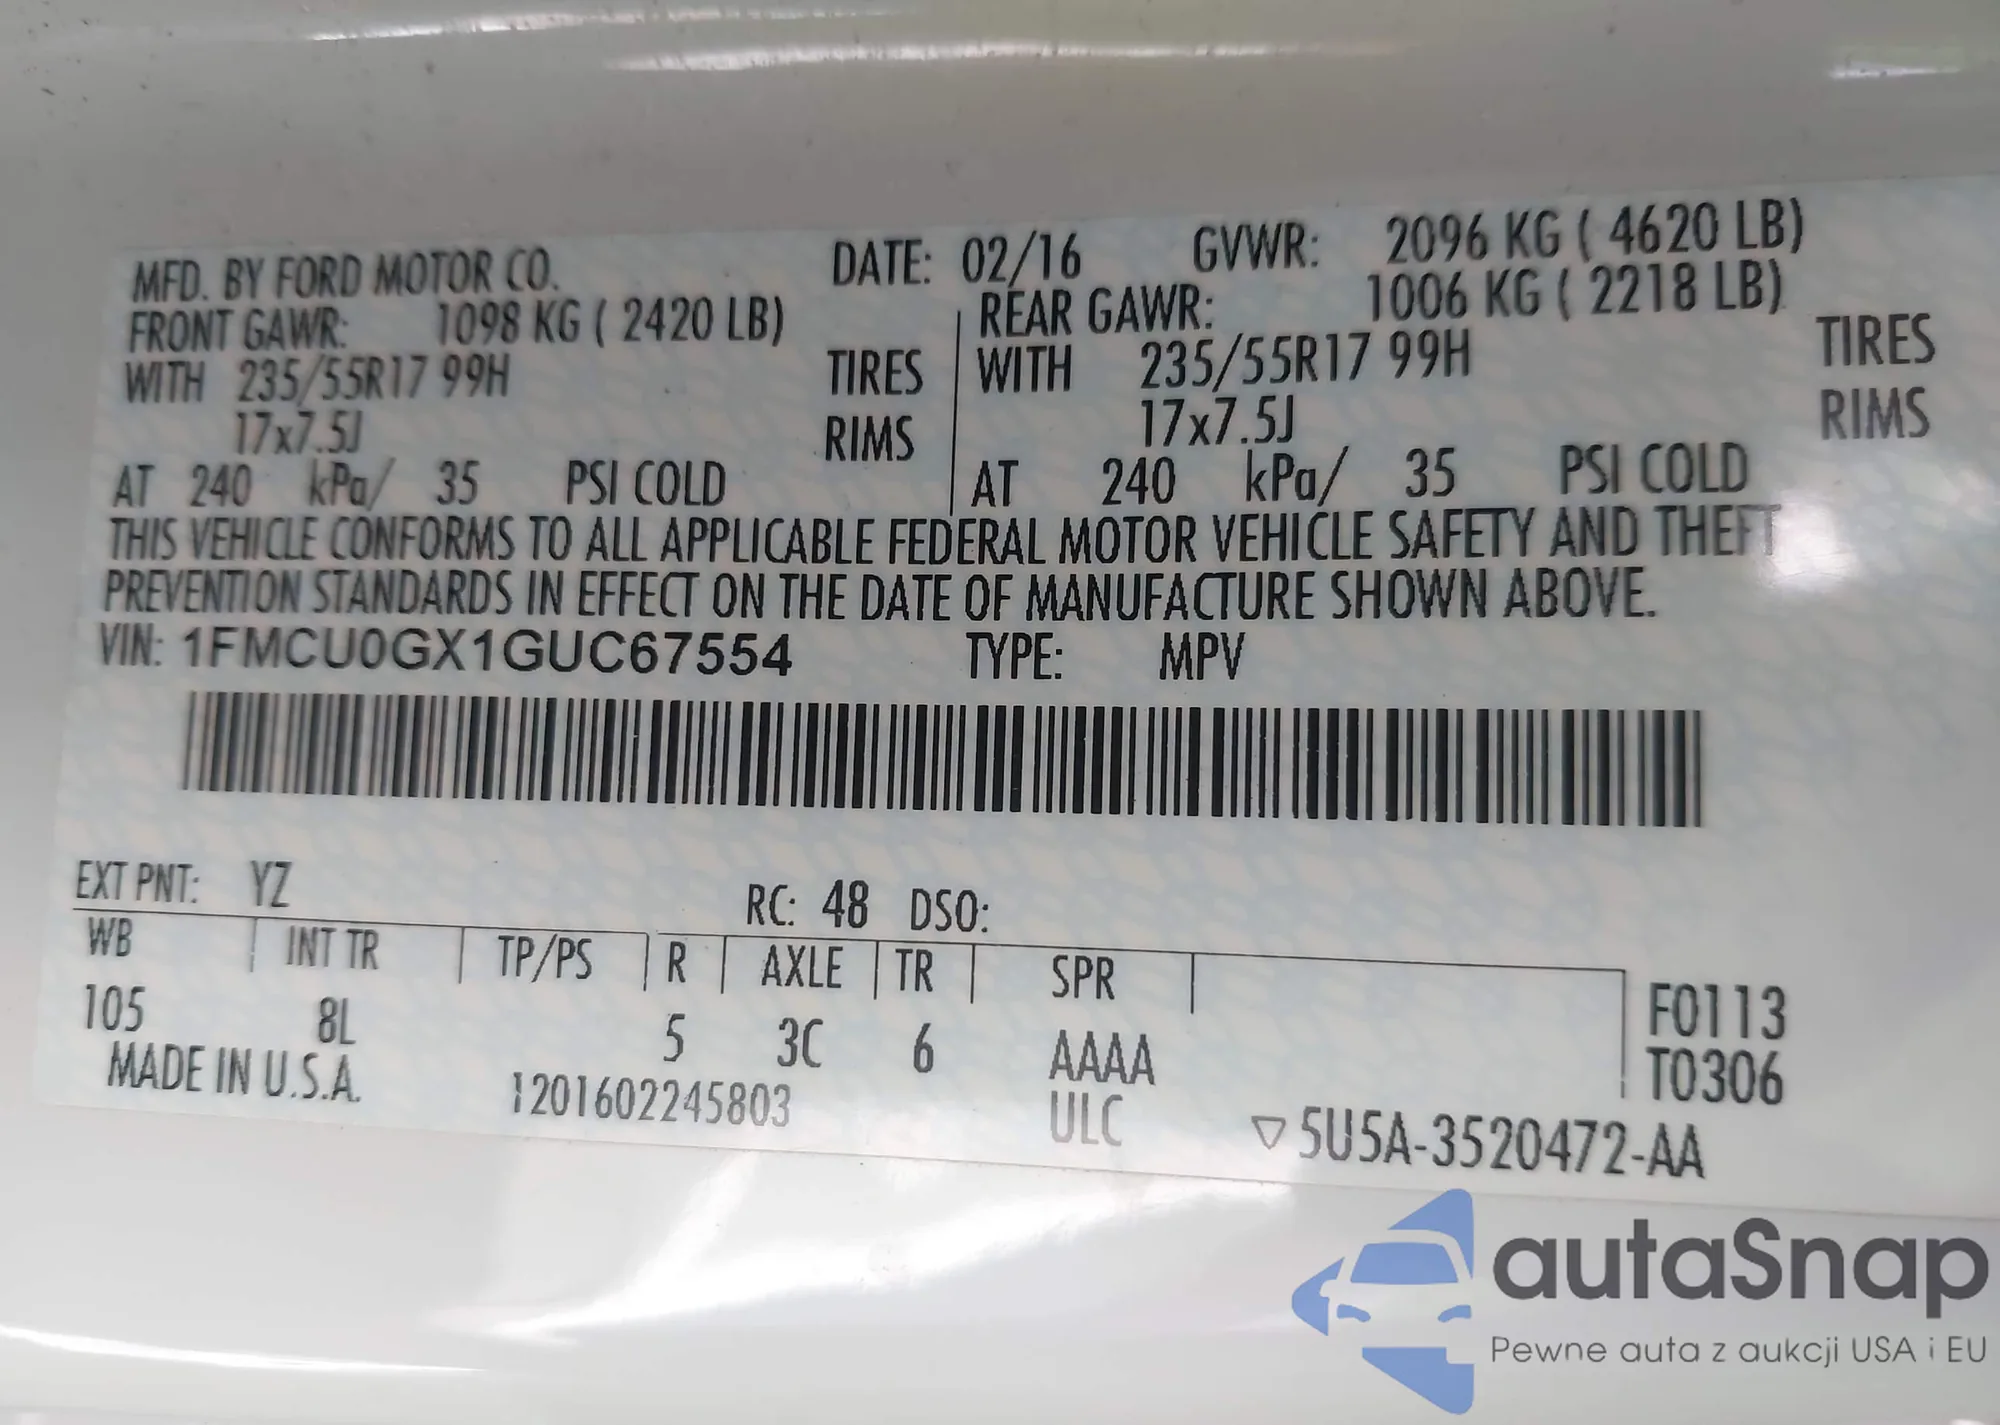 MFD. BY FORD MOTOR CO. DATE: 02/16 GVWR: 2096 KG ( 4620 LB)
FRONT GAWR: 1098 KG ( 2420 LB) REAR GAWR: 1006 KG ( 2218 LB)
WITH 235/55R17 99H TIRES WITH 235/55R17 99H TIRES
17x7.5J RIMS 17x7.5J RIMS
AT 240 kPa/ 35 PSI COLD AT 240 kPa/ 35 PSI COLD
THIS VEHICLE CONFORMS TO ALL APPLICABLE FEDERAL MOTOR VEHICLE SAFETY AND THEFT
PREVENTION STANDARDS IN EFFECT ON THE DATE OF MANUFACTURE SHOWN ABOVE.
VIN: 1FMCU0GX1GUC67554 TYPE: MPV
EXT PNT: YZ RC: 48 DSO:
WB INT TR TP/PS R AXLE TR SPR
105 8L 5 3C 6 AAAA F0113
MADE IN U.S.A. 1201602245803 ULC T0306
▽5U5A-3520472-AA
autaSnap
Pewne auta z aukcji USA i EU